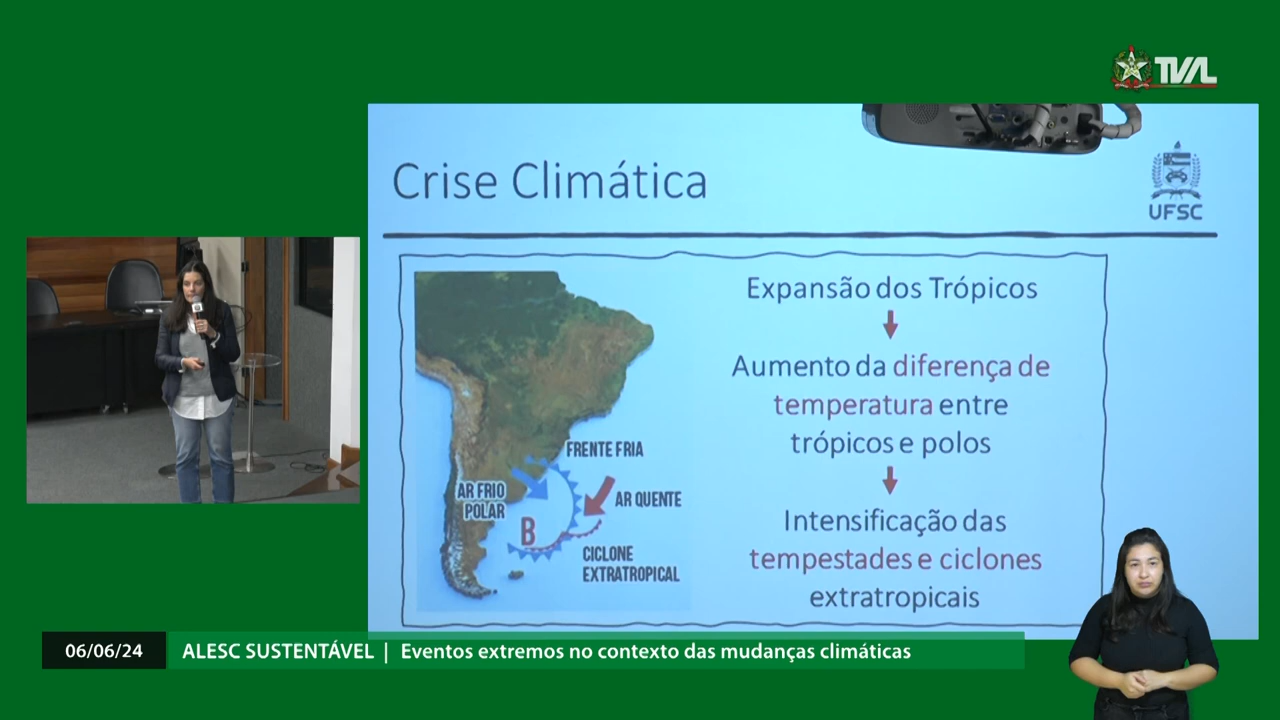 TVAL
Crise Climática
UFSC
Expansão dos Trópicos
Aumento da diferença de
temperatura entre
trópicos e polos
Intensificação das
tempestades e ciclones
extratropicais
FRENTE FRIA
AR FRIO
POLAR
AR QUENTE
B
CICLONE
EXTRATROPICAL
06/06/24
ALESC SUSTENTÁVEL | Eventos extremos no contexto das mudanças climáticas